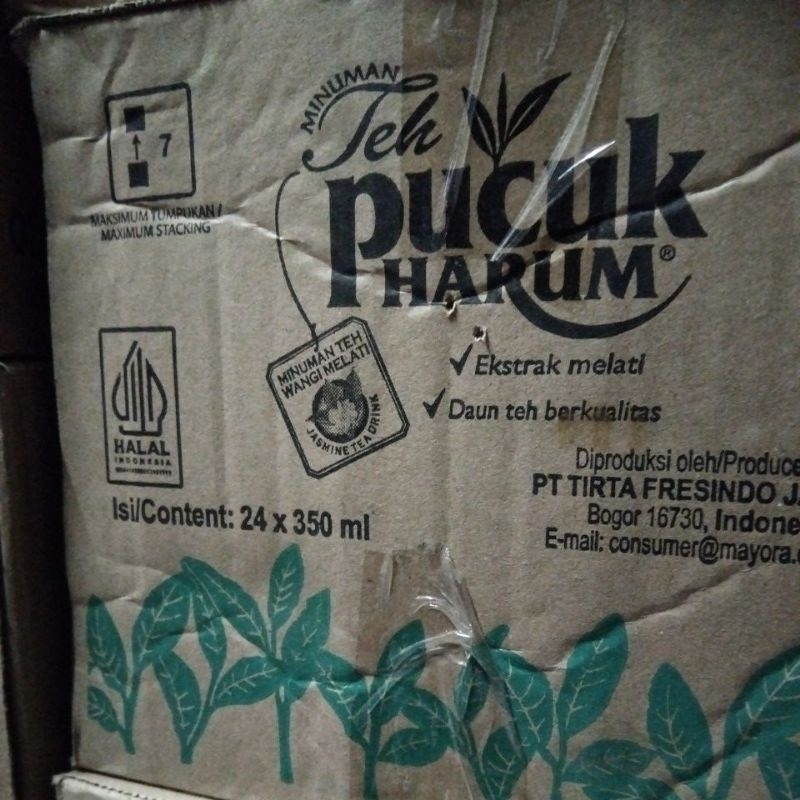 7
MAKSIMUM TUMPUKAN /
MAXIMUM STACKING
MINUMAN
Teh
pucuk
HARUM®
MINUMAN TEH
WANGI MELATI
JASMINE TEA DRINK
✓ Ekstrak melati
✓ Daun teh berkualitas
HALAL
INDONESIA
Isi/Content: 24 x 350 ml
Diproduksi oleh/Produce
PT TIRTA FRESINDO J
Bogor 16730, Indone
E-mail: consumer@mayora.